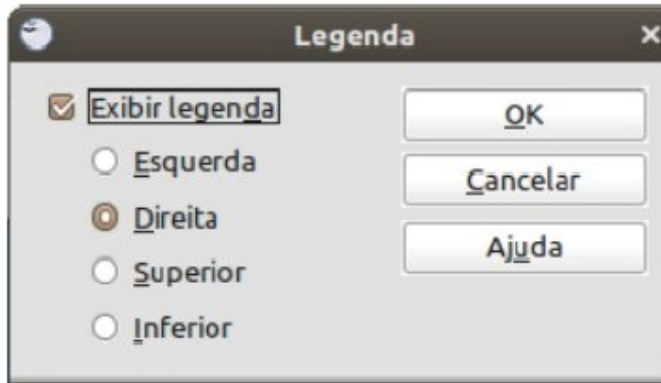 Legenda
Exibir legenda
Esquerda
Direita
Superior
Inferior
OK
Cancelar
Ajuda